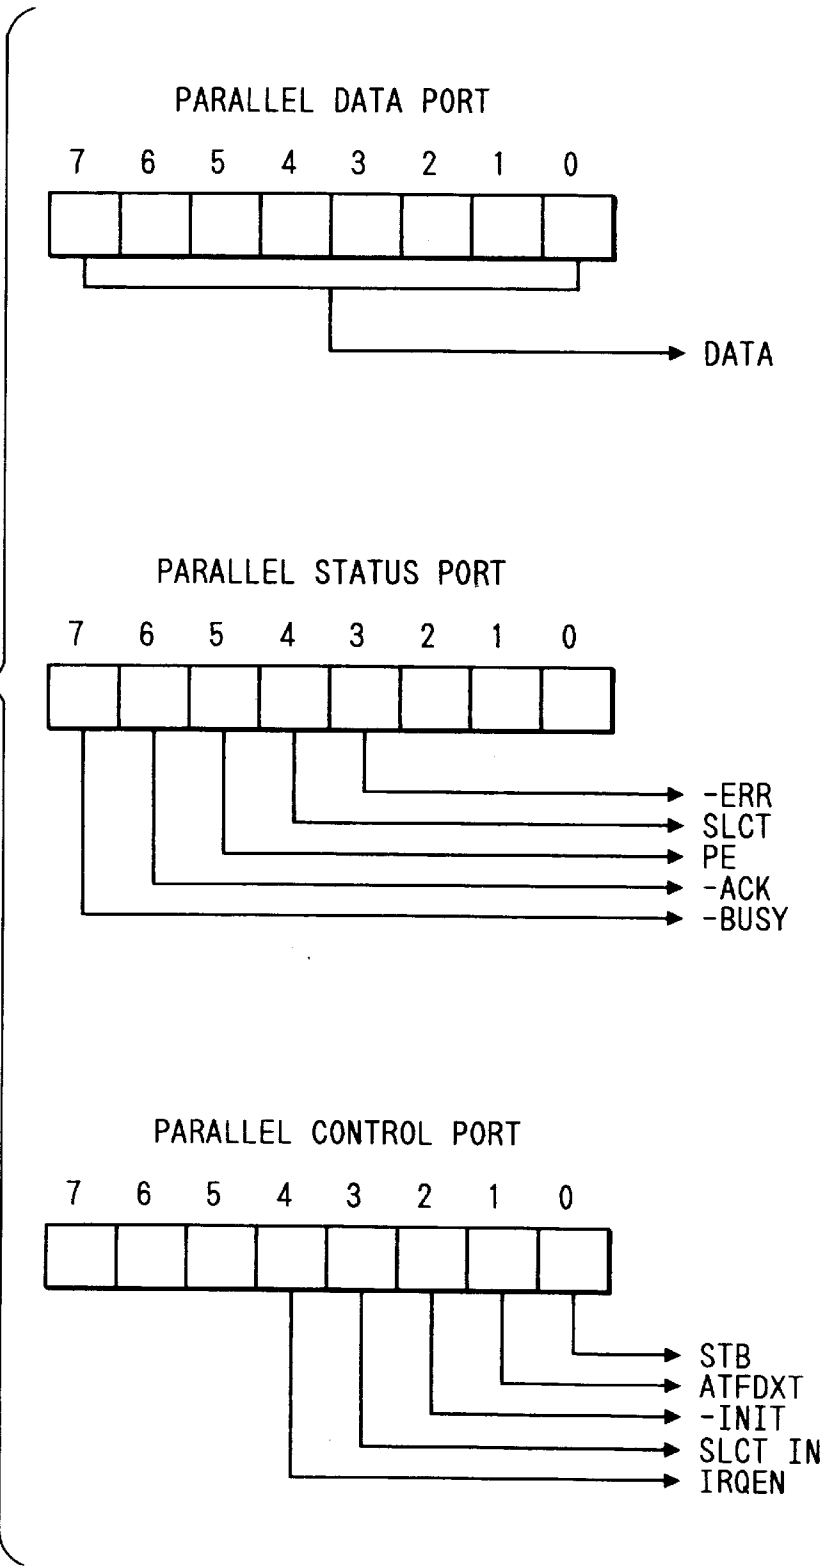 PARALLEL DATA PORT
7 6 5 4 3 2 1 0
DATA
PARALLEL STATUS PORT
7 6 5 4 3 2 1 0
-ERR
SLCT
PE
-ACK
-BUSY
PARALLEL CONTROL PORT
7 6 5 4 3 2 1 0
STB
ATFDXT
-INIT
SLCT IN
IRQEN